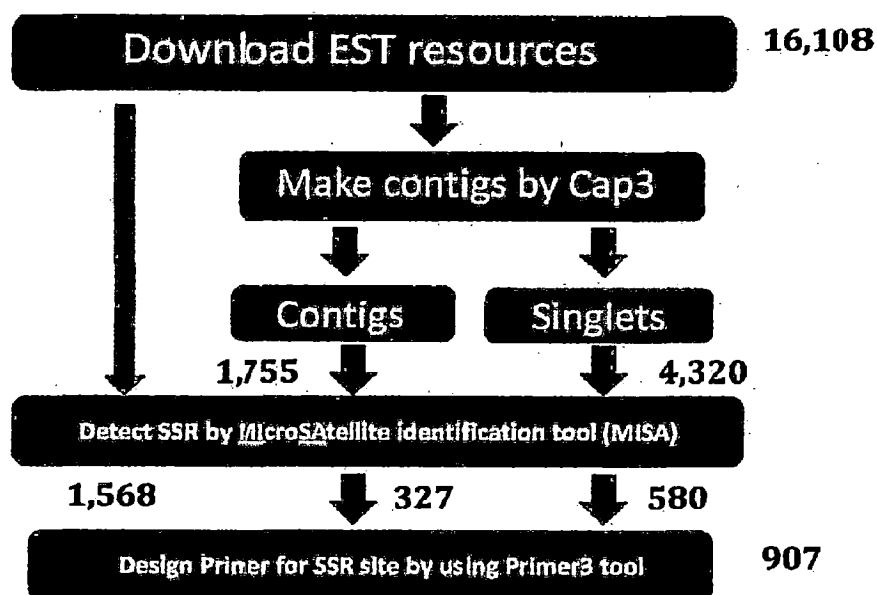 Download EST resources
16,108
Make contigs by Cap3
Contigs
Singlets
1,755
4,320
Detect SSR by MIcroSAtellite identification tool (MISA)
1,568
327
580
Design Primer for SSR site by using Primer3 tool
907